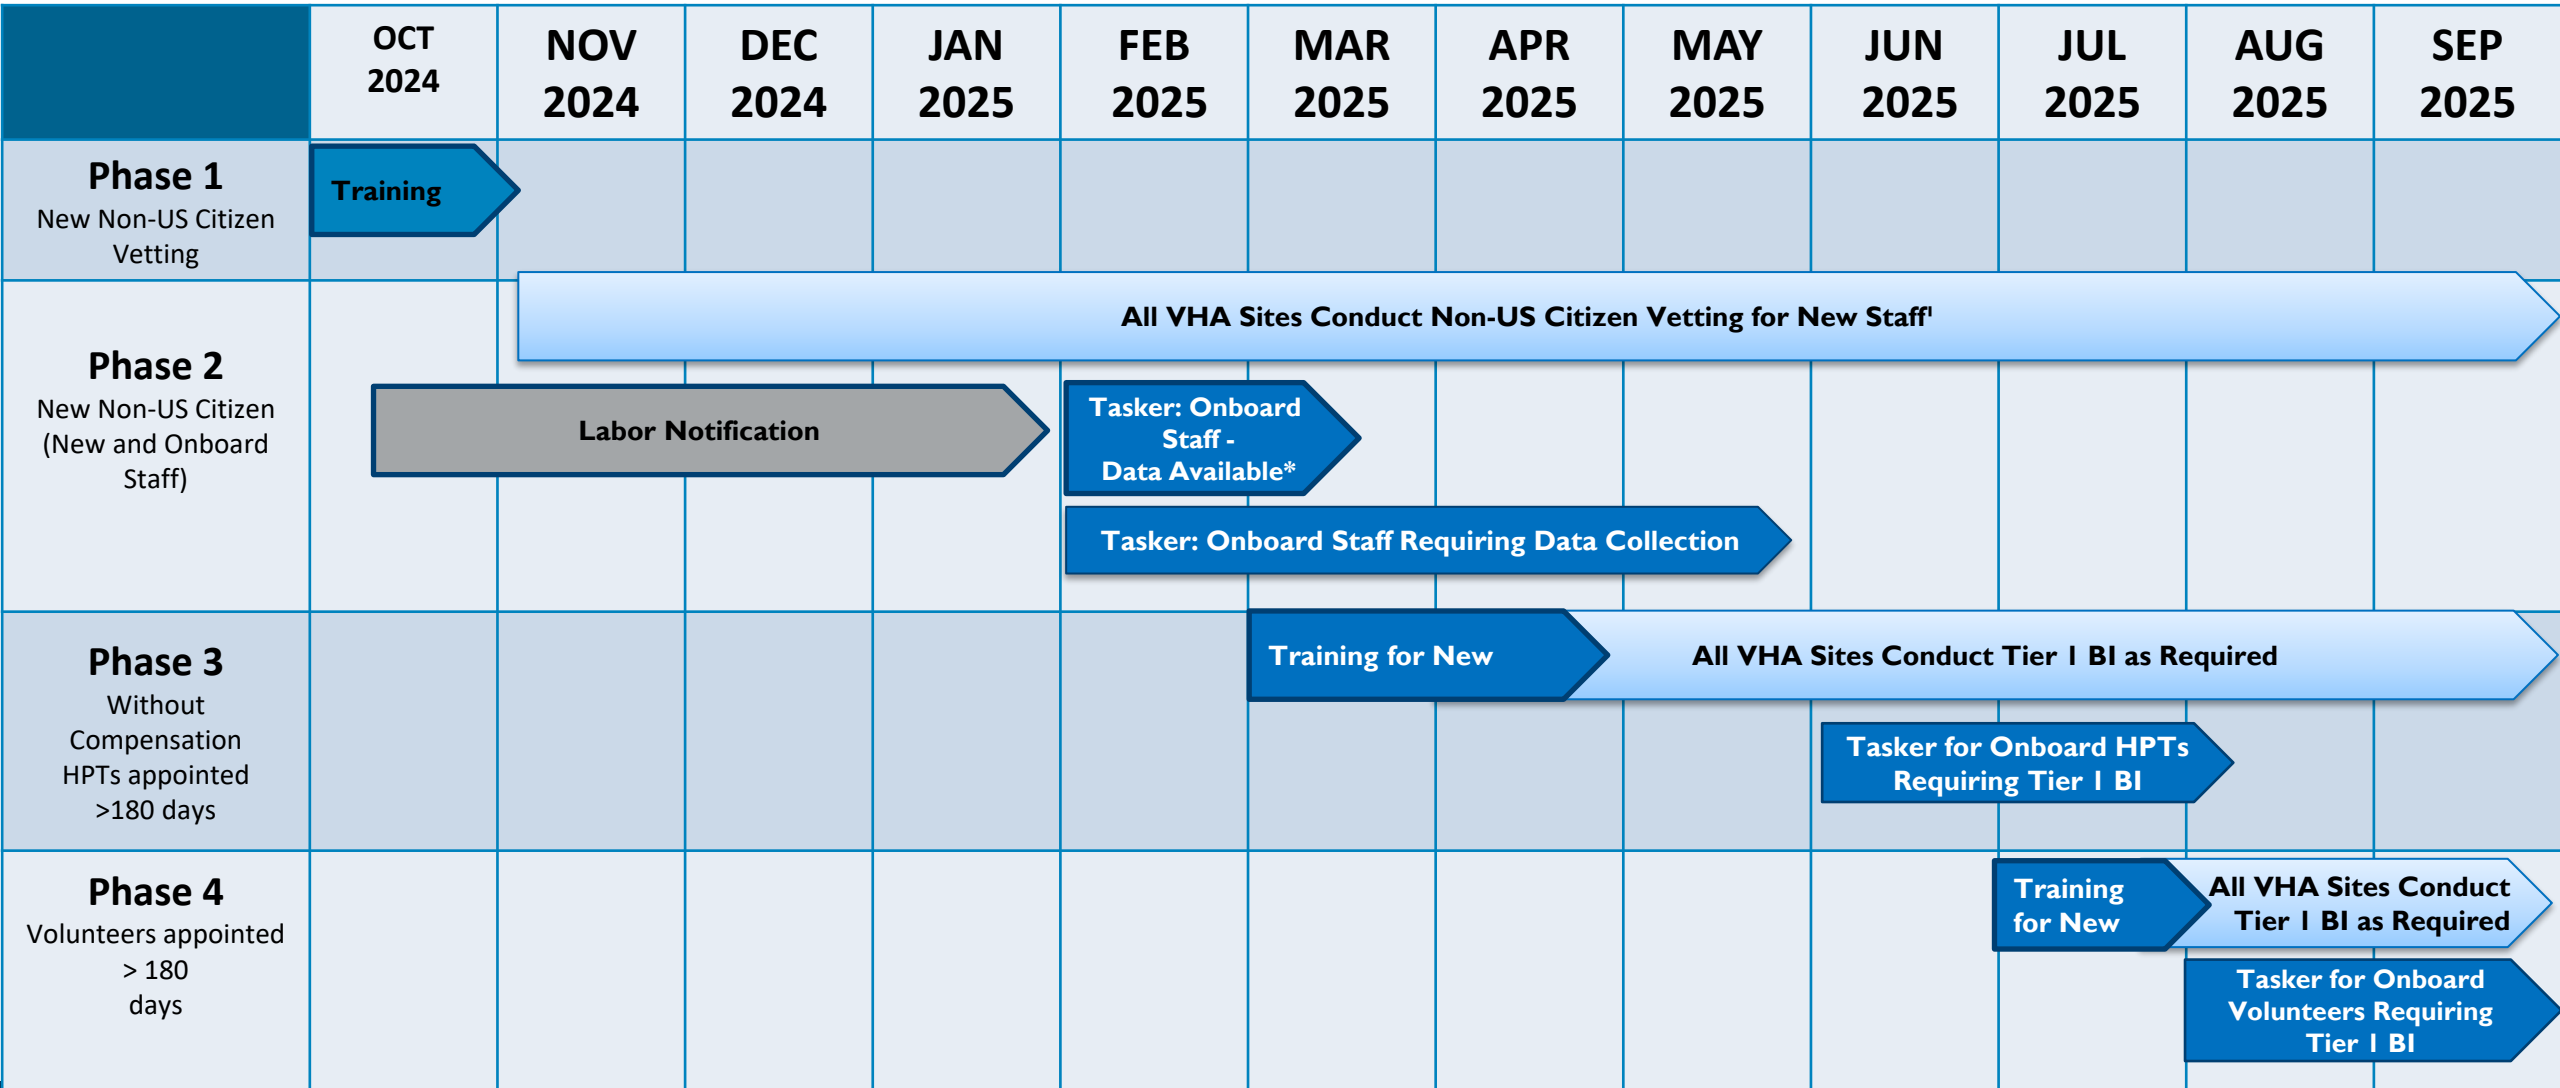 OCT
2024
NOV
2024
DEC
2024
JAN
2025
FEB
2025
MAR
2025
APR
2025
MAY
2025
JUN
2025
JUL
2025
AUG
2025
SEP
2025
Phase 1
New Non-US Citizen
Vetting
Training
All VHA Sites Conduct Non-US Citizen Vetting for New Staff¹
Phase 2
New Non-US Citizen
(New and Onboard
Staff)
Labor Notification
Tasker: Onboard
Staff -
Data Available*
Tasker: Onboard Staff Requiring Data Collection
Phase 3
Without
Compensation
HPTs appointed
>180 days
Training for New
All VHA Sites Conduct Tier 1 BI as Required
Tasker for Onboard HPTs
Requiring Tier 1 BI
Phase 4
Volunteers appointed
> 180
days
Training
for New
All VHA Sites Conduct
Tier 1 BI as Required
Tasker for Onboard
Volunteers Requiring
Tier 1 BI